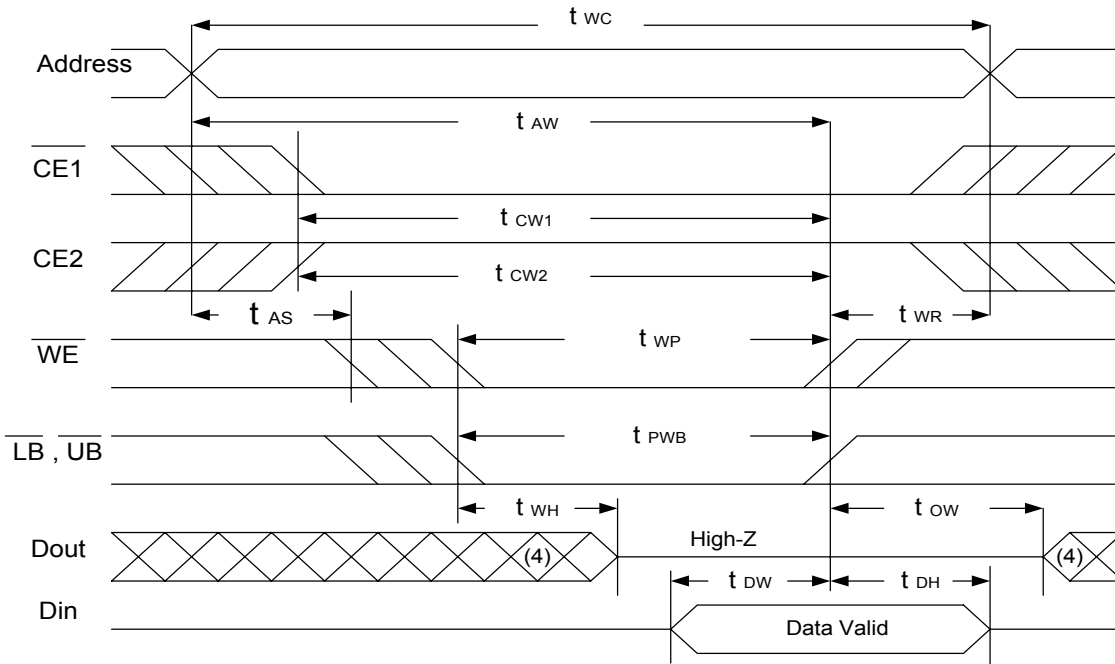 t WC
Address
t AW
CE1
t CW1
CE2
t CW2
t AS
t WR
WE
t WP
LB , UB
t PWB
t WH
t OW
Dout
(4)
High-Z
(4)
t DW
t DH
Din
Data Valid